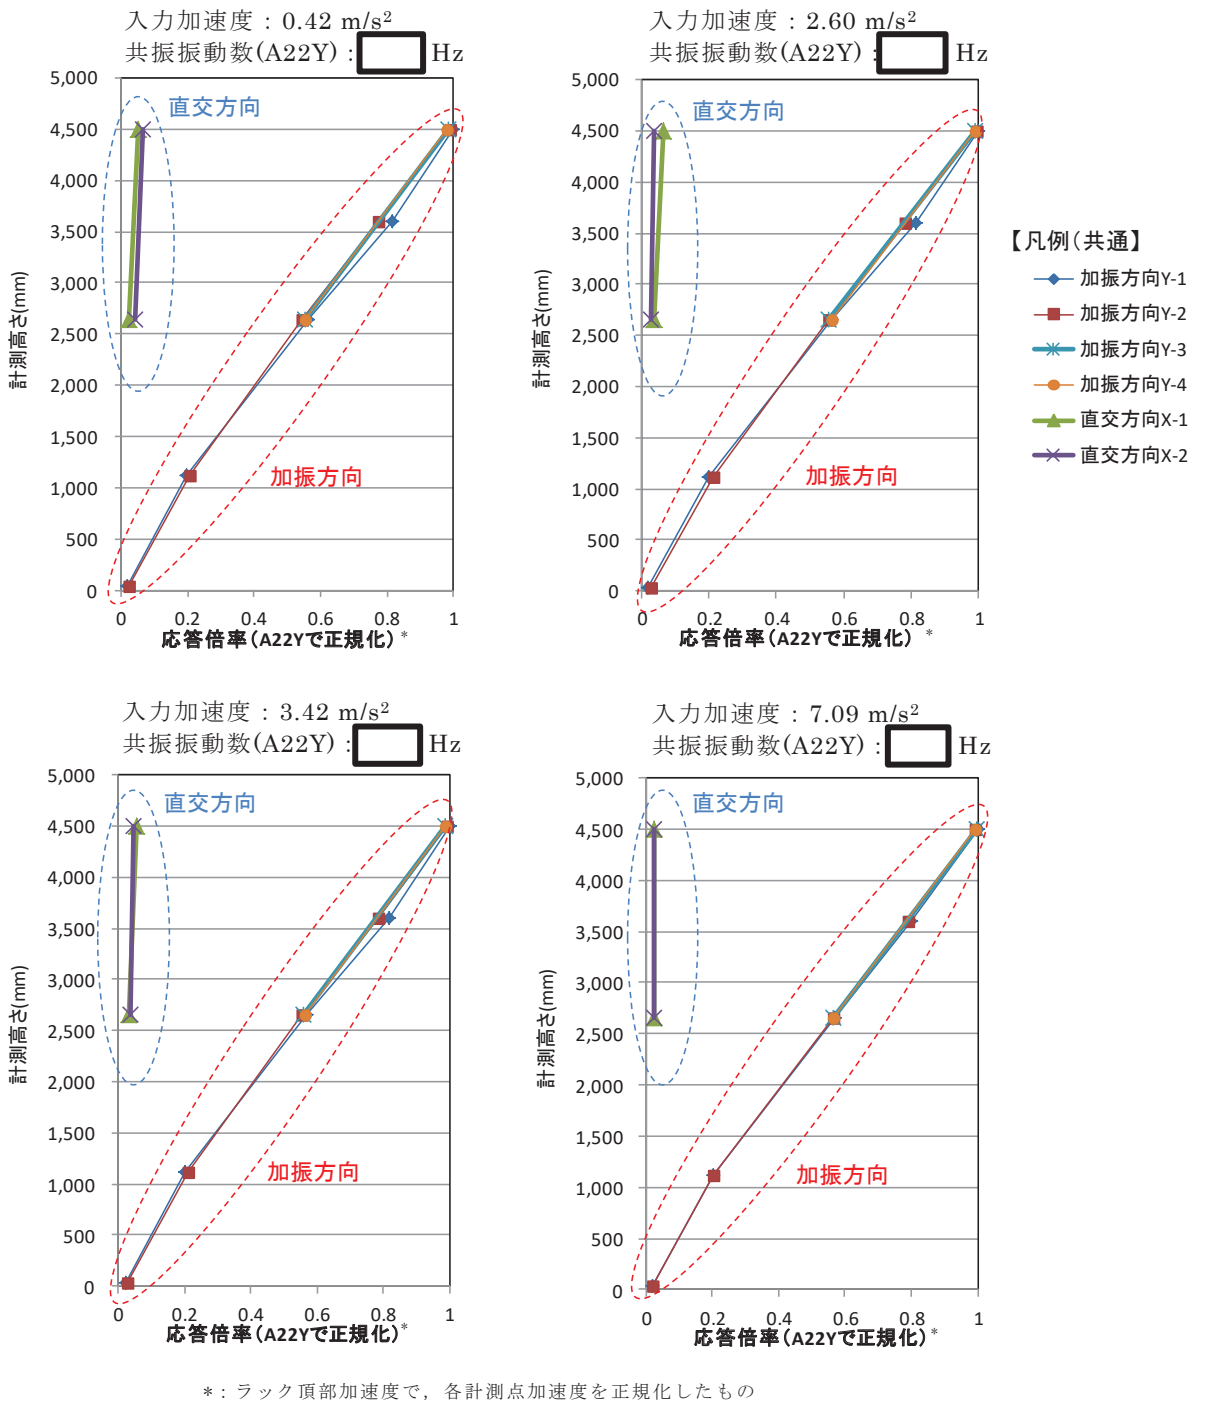 入力加速度：0.42 m/s²
共振振動数(A22Y)： Hz
5,000
4,500
4,000
3,500
3,000
2,500
2,000
1,500
1,000
500
0
計測高さ(mm)
直交方向
加振方向
0 0.2 0.4 0.6 0.8 1
応答倍率(A22Yで正規化)*
入力加速度：2.60 m/s²
共振振動数(A22Y)： Hz
5,000
4,500
4,000
3,500
3,000
2,500
2,000
1,500
1,000
500
0
計測高さ(mm)
直交方向
加振方向
0 0.2 0.4 0.6 0.8 1
応答倍率(A22Yで正規化)*
【凡例(共通】
加振方向Y-1
加振方向Y-2
加振方向Y-3
加振方向Y-4
直交方向X-1
直交方向X-2
入力加速度：3.42 m/s²
共振振動数(A22Y)： Hz
5,000
4,500
4,000
3,500
3,000
2,500
2,000
1,500
1,000
500
0
計測高さ(mm)
直交方向
加振方向
0 0.2 0.4 0.6 0.8 1
応答倍率(A22Yで正規化)*
入力加速度：7.09 m/s²
共振振動数(A22Y)： Hz
5,000
4,500
4,000
3,500
3,000
2,500
2,000
1,500
1,000
500
0
計測高さ(mm)
直交方向
加振方向
0 0.2 0.4 0.6 0.8 1
応答倍率(A22Yで正規化)*
*：ラック頂部加速度で，各計測点加速度を正規化したもの